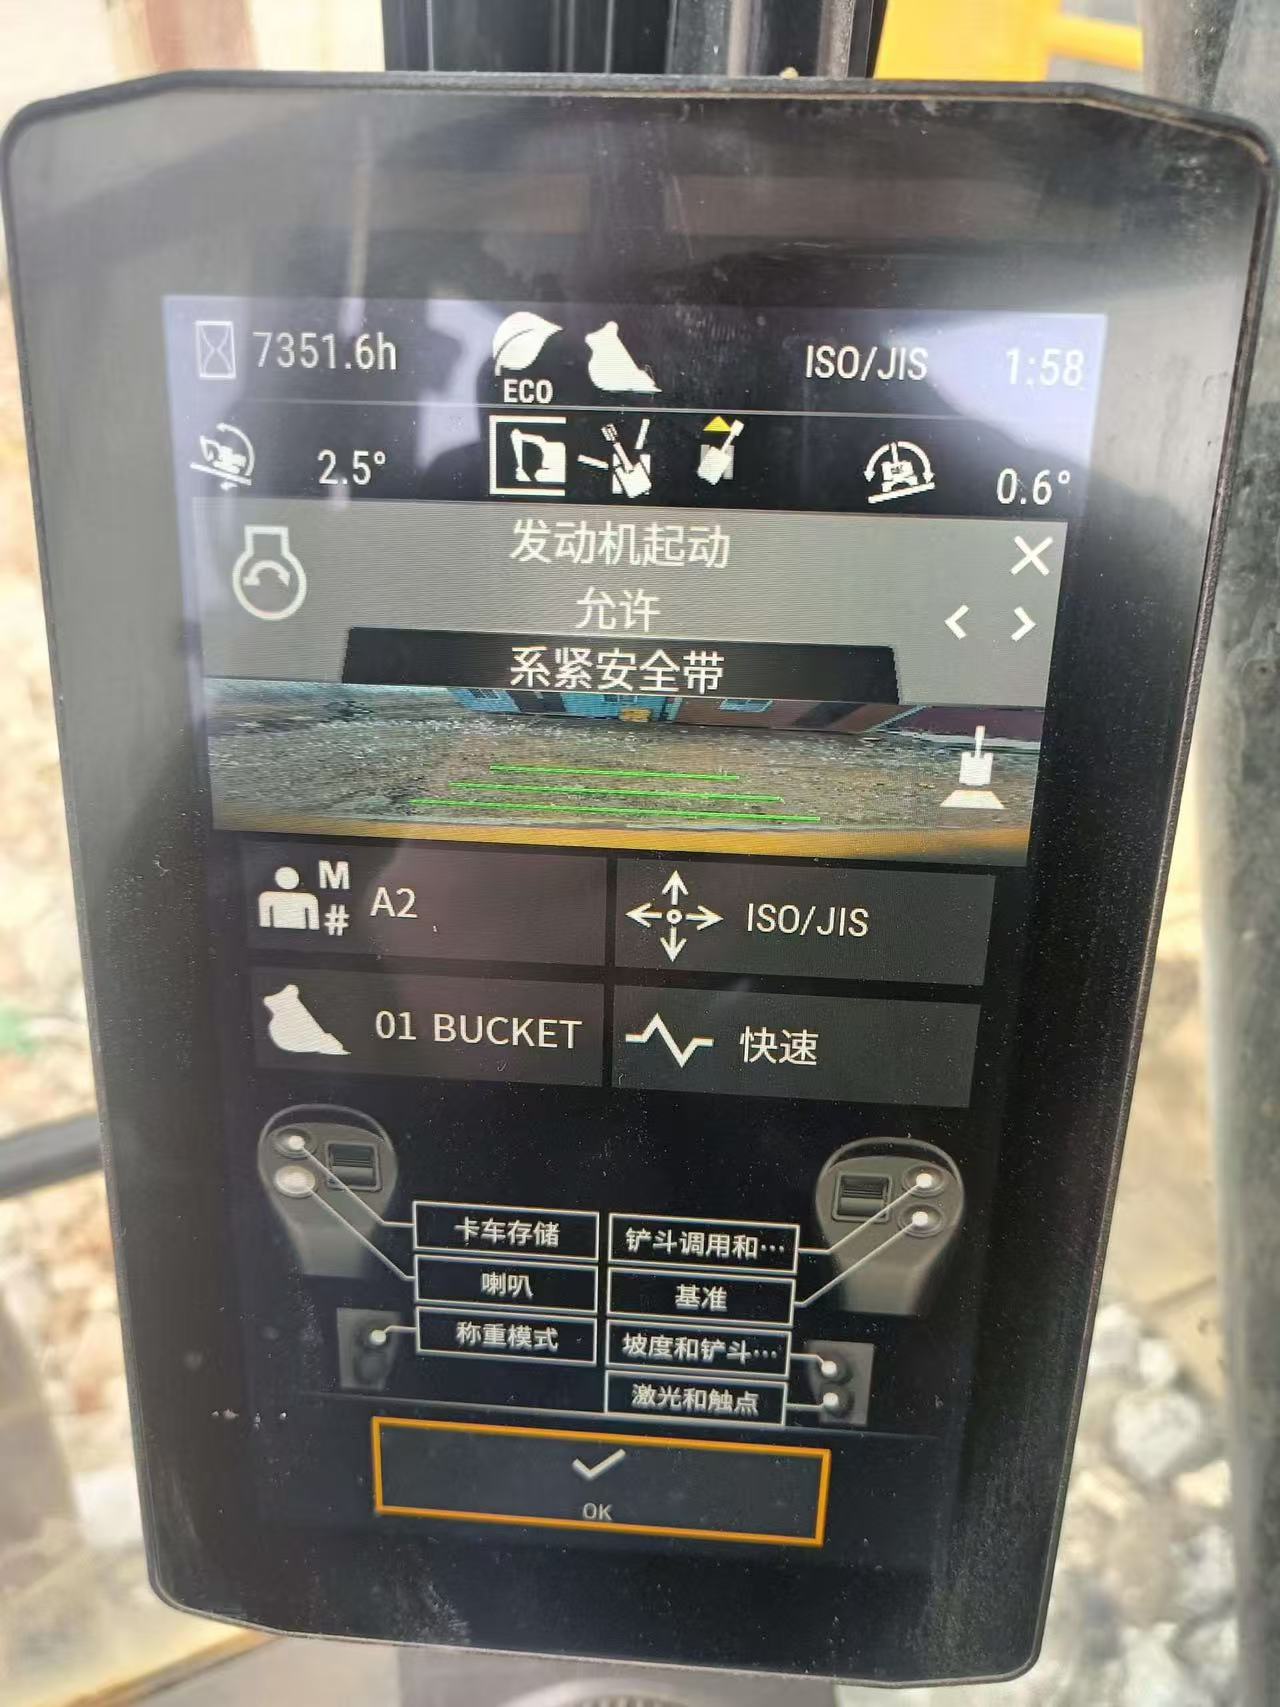 7351.6h
ECO
ISO/JIS
1:58
2.5°
0.6°
发动机起动
允许
系紧安全带
M
#
A2
ISO/JIS
01 BUCKET
快速
卡车存储
铲斗调用和…
喇叭
基准
称重模式
坡度和铲斗…
激光和触点
OK